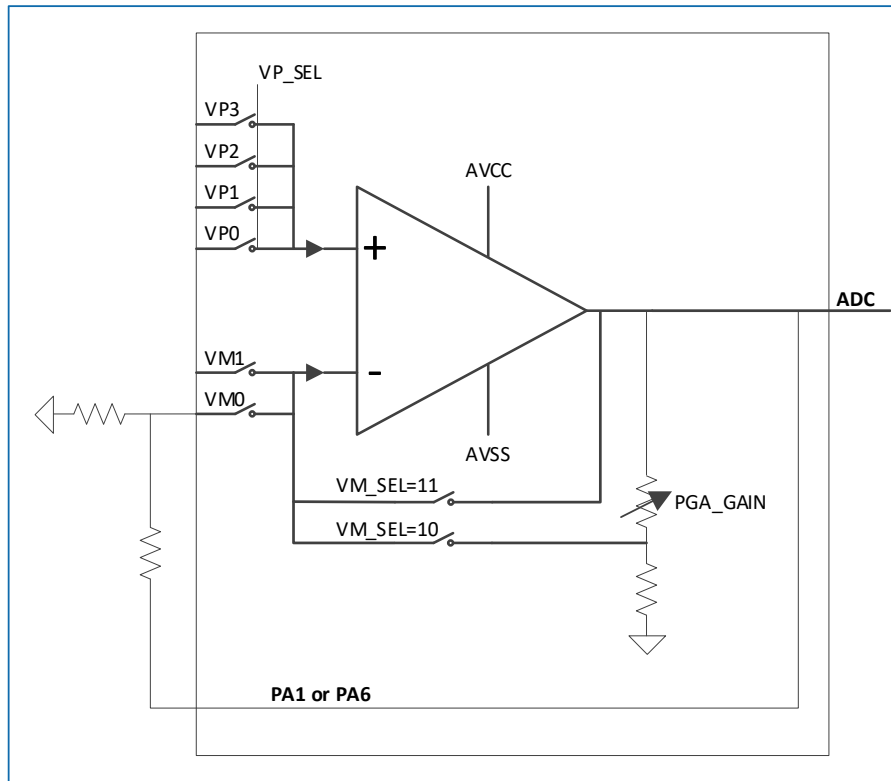 VP_SEL
VP3
VP2
VP1
VP0
AVCC
+
ADC
VM1
-
VM0
AVSS
VM_SEL=11
PGA_GAIN
VM_SEL=10
PA1 or PA6